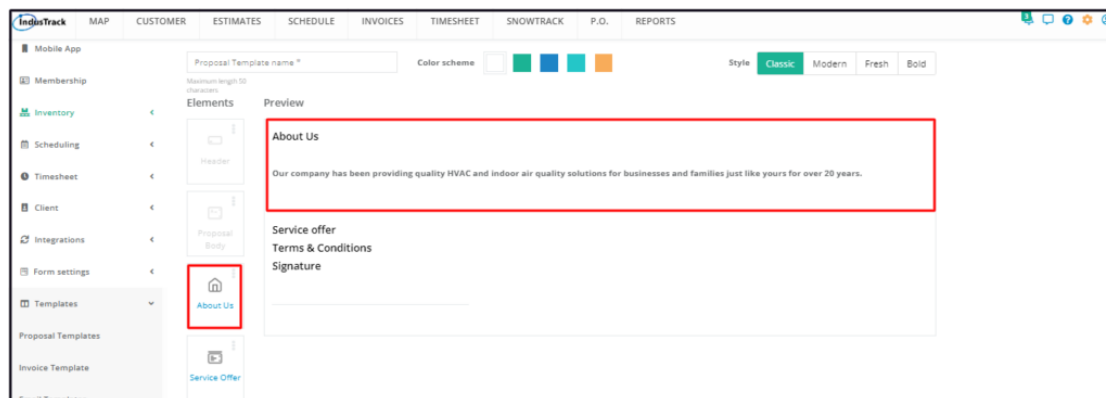 IndusTrack MAP CUSTOMER ESTIMATES SCHEDULE INVOICES TIMESHEET SNOWTRACK P.O. REPORTS 3
Mobile App
Membership
Inventory
Scheduling
Timesheet
Client
Integrations
Form settings
Templates
Proposal Templates
Invoice Template
Proposal Template name *
Maximum length 50
characters
Color scheme
Style Classic Modern Fresh Bold
Elements
Header
Proposal
Body
About Us
Service Offer
Preview
About Us
Our company has been providing quality HVAC and indoor air quality solutions for businesses and families just like yours for over 20 years.
Service offer
Terms & Conditions
Signature